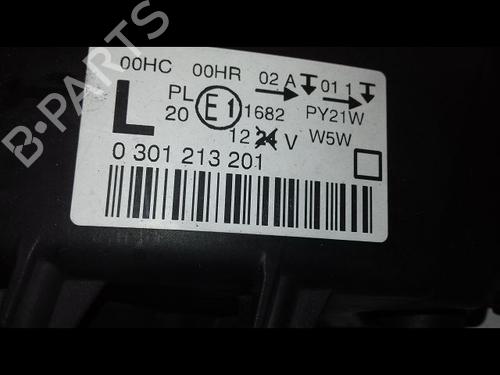 00HC 00HR 02 A 01 1
L PL 20 E1 1682 PY21W
12 24 V W5W
0 301 213 201
B-PARTS